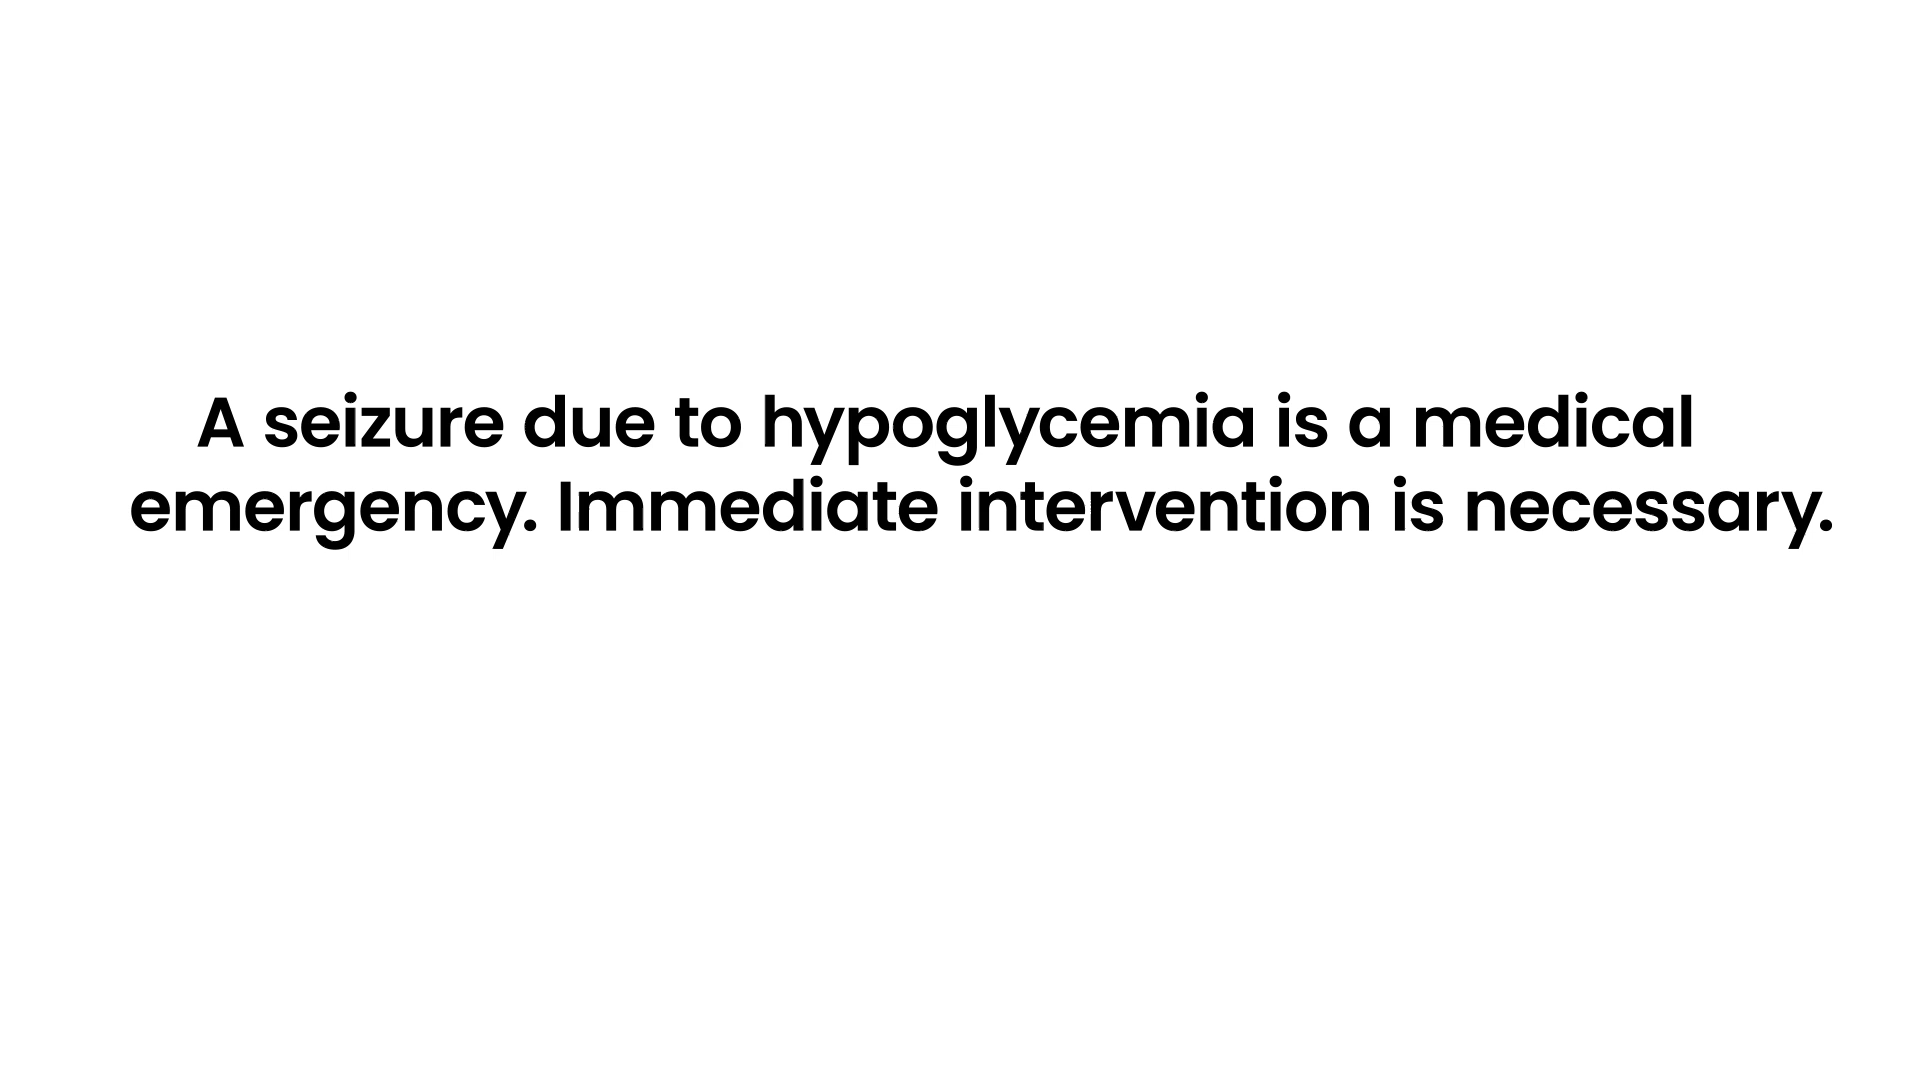 A seizure due to hypoglycemia is a medical
emergency. Immediate intervention is necessary.